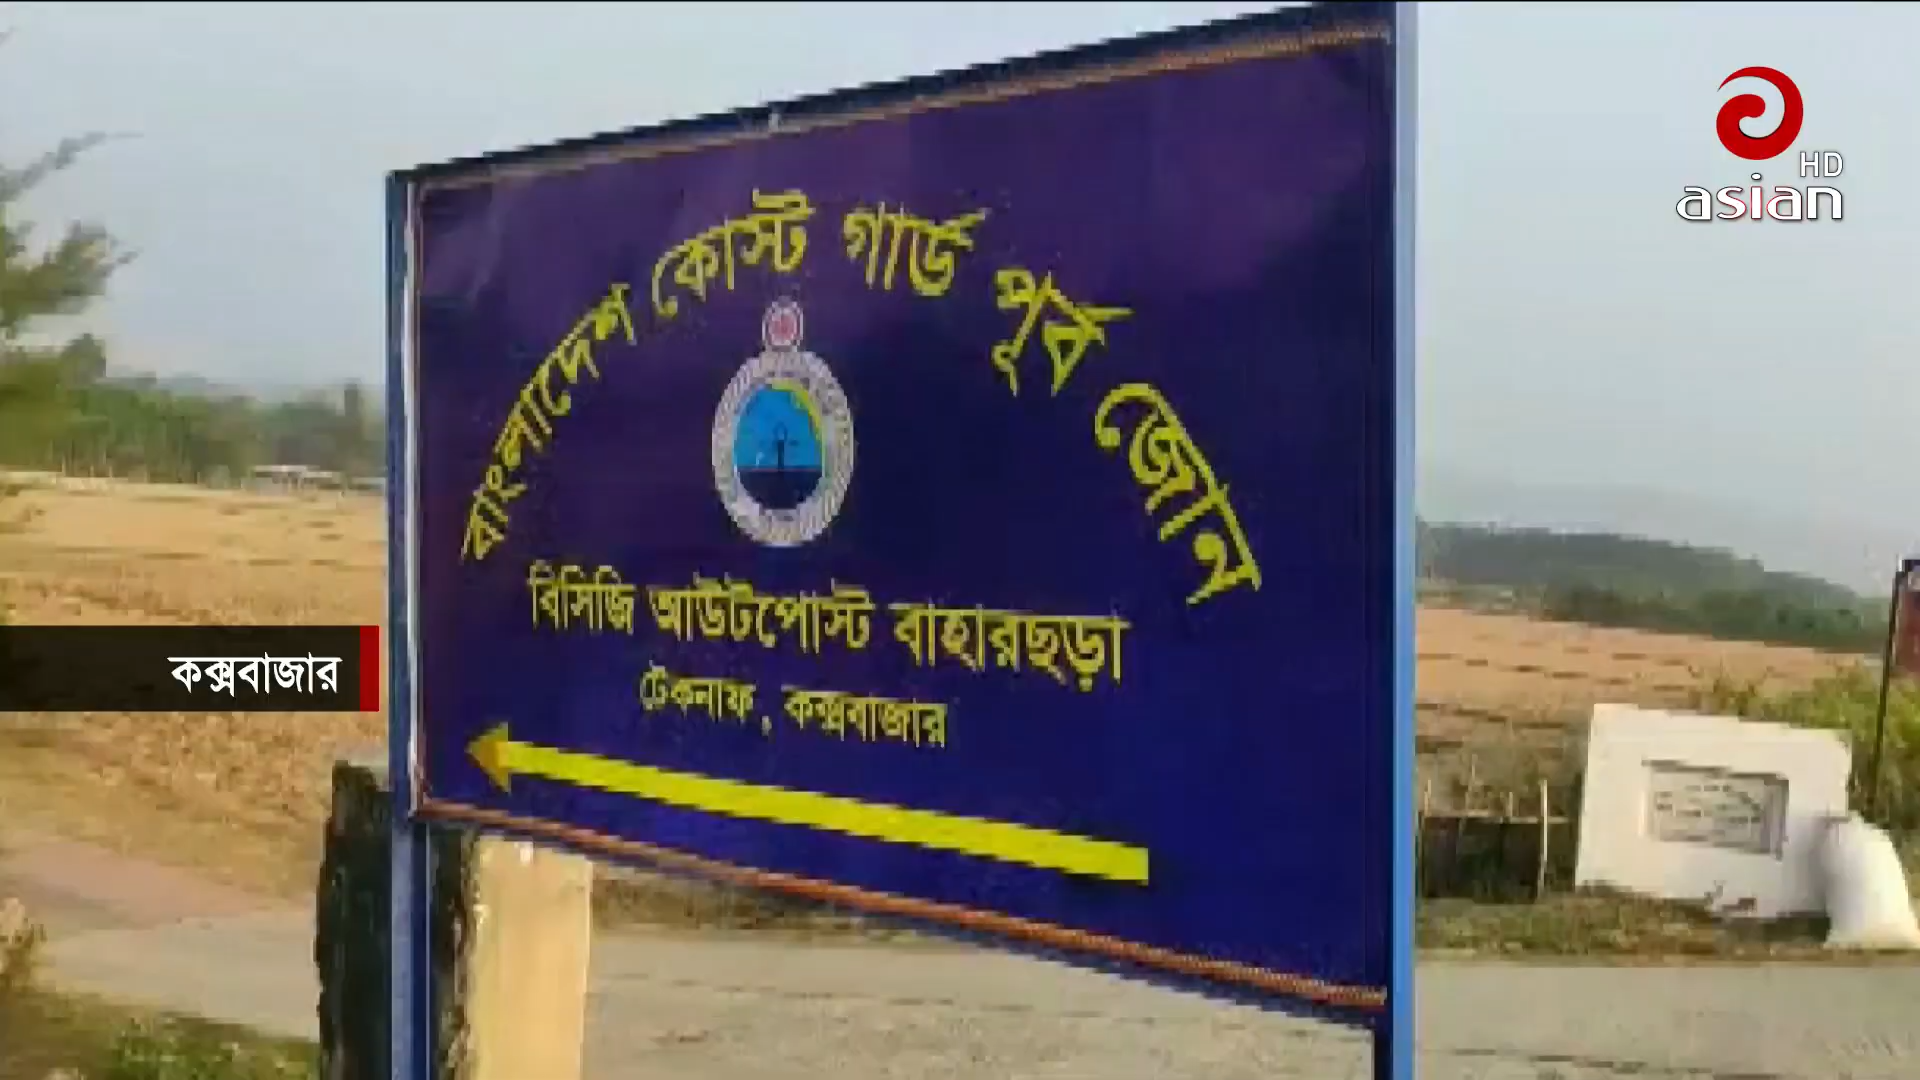 asian HD
বাংলাদেশ কোস্ট গার্ড পূর্ব জোন
বিসিজি আউটপোস্ট বাহারছড়া
টেকনাফ, কক্সবাজার
কক্সবাজার